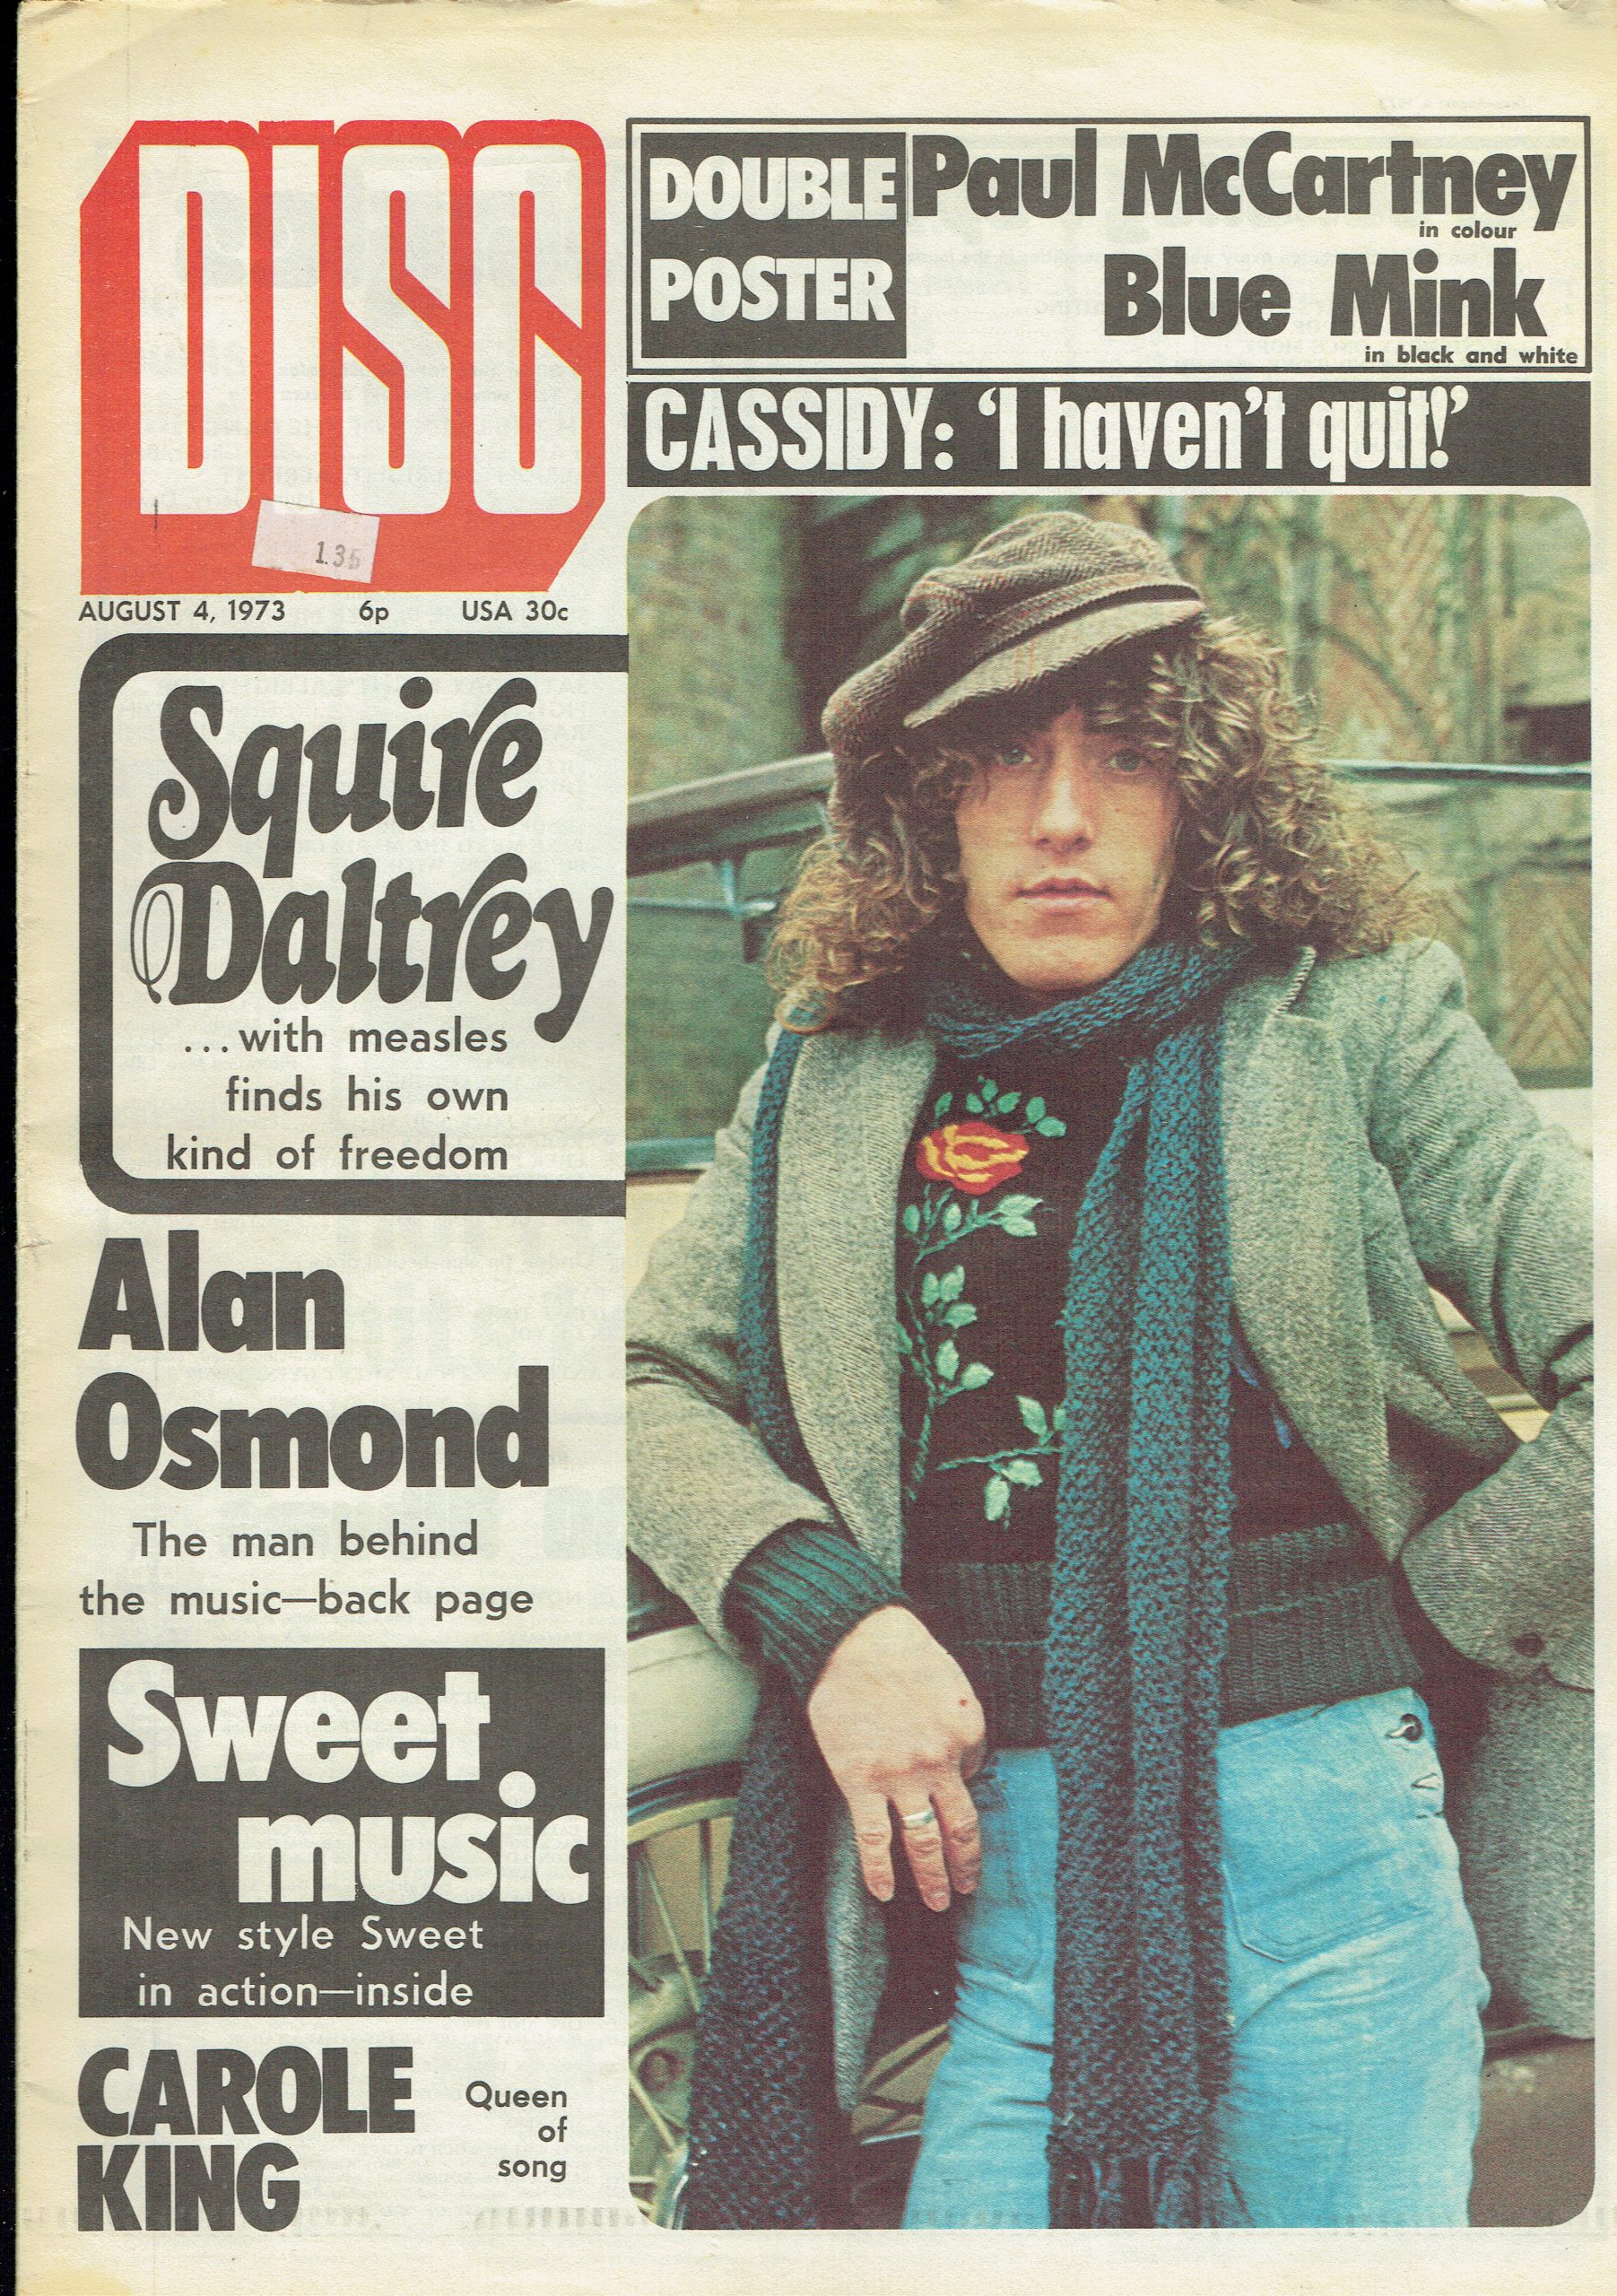 DISC
1.35
AUGUST 4, 1973 6p USA 30c
DOUBLE
POSTER
Paul McCartney
in colour
Blue Mink
in black and white
CASSIDY: ‘I haven’t quit!’
Squire
Daltrey
...with measles
finds his own
kind of freedom
Alan
Osmond
The man behind
the music—back page
Sweet
music
New style Sweet
in action—inside
CAROLE
KING
Queen
of
song